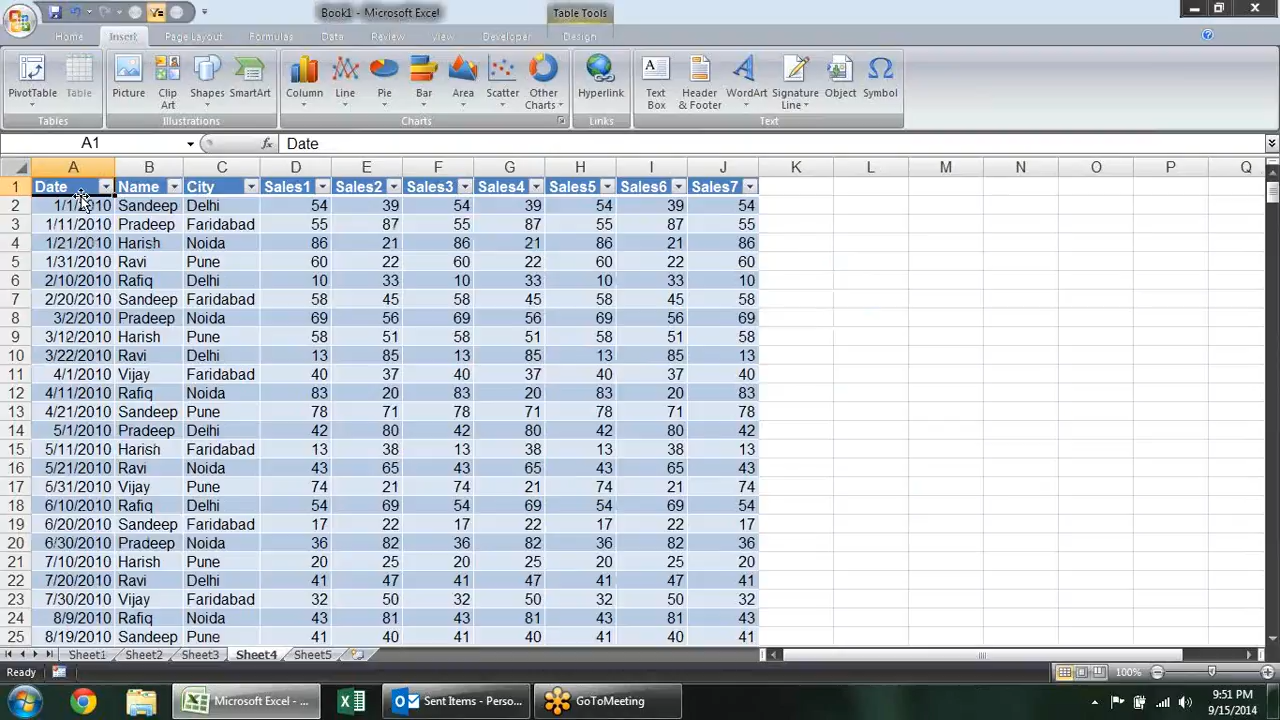 Book1 - Microsoft Excel
Table Tools
Home Insert Page Layout Formulas Data Review View Developer Design
PivotTable Table Picture Clip Art Shapes SmartArt Column Line Pie Bar Area Scatter Other Charts Hyperlink Text Box Header & Footer WordArt Signature Line Object Symbol
Tables Illustrations Charts Links Text
A1 fx Date
A B C D E F G H I J K L M N O P Q
1 Date Name City Sales1 Sales2 Sales3 Sales4 Sales5 Sales6 Sales7
2 1/1/2010 Sandeep Delhi 54 39 54 39 54 39 54
3 1/11/2010 Pradeep Faridabad 55 87 55 87 55 87 55
4 1/21/2010 Harish Noida 86 21 86 21 86 21 86
5 1/31/2010 Ravi Pune 60 22 60 22 60 22 60
6 2/10/2010 Rafiq Delhi 10 33 10 33 10 33 10
7 2/20/2010 Sandeep Faridabad 58 45 58 45 58 45 58
8 3/2/2010 Pradeep Noida 69 56 69 56 69 56 69
9 3/12/2010 Harish Pune 58 51 58 51 58 51 58
10 3/22/2010 Ravi Delhi 13 85 13 85 13 85 13
11 4/1/2010 Vijay Faridabad 40 37 40 37 40 37 40
12 4/11/2010 Rafiq Noida 83 20 83 20 83 20 83
13 4/21/2010 Sandeep Pune 78 71 78 71 78 71 78
14 5/1/2010 Pradeep Delhi 42 80 42 80 42 80 42
15 5/11/2010 Harish Faridabad 13 38 13 38 13 38 13
16 5/21/2010 Ravi Noida 43 65 43 65 43 65 43
17 5/31/2010 Vijay Pune 74 21 74 21 74 21 74
18 6/10/2010 Rafiq Delhi 54 69 54 69 54 69 54
19 6/20/2010 Sandeep Faridabad 17 22 17 22 17 22 17
20 6/30/2010 Pradeep Noida 36 82 36 82 36 82 36
21 7/10/2010 Harish Pune 20 25 20 25 20 25 20
22 7/20/2010 Ravi Delhi 41 47 41 47 41 47 41
23 7/30/2010 Vijay Faridabad 32 50 32 50 32 50 32
24 8/9/2010 Rafiq Noida 43 81 43 81 43 81 43
25 8/19/2010 Sandeep Pune 41 40 41 40 41 40 41
Sheet1 Sheet2 Sheet3 Sheet4 Sheet5
Ready 100%
Microsoft Excel - ... Sent Items - Perso... GoToMeeting
9:51 PM
9/15/2014